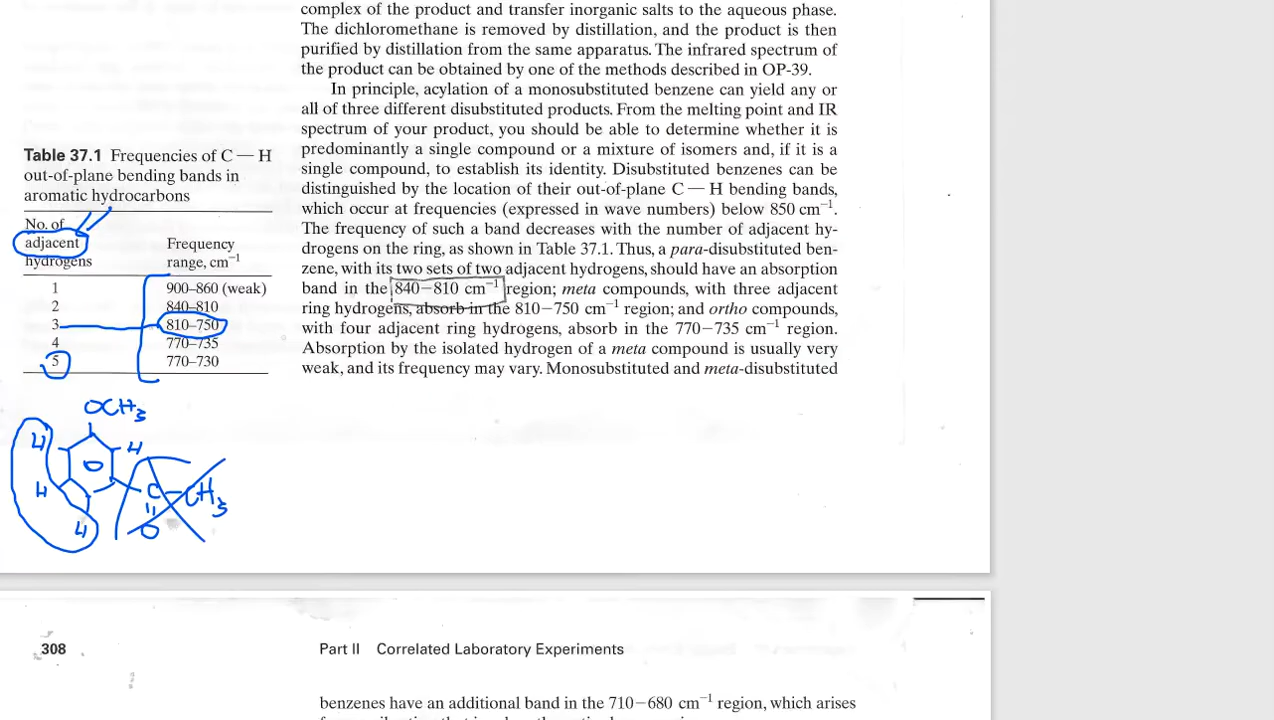 complex of the product and transfer inorganic salts to the aqueous phase.
The dichloromethane is removed by distillation, and the product is then
purified by distillation from the same apparatus. The infrared spectrum of
the product can be obtained by one of the methods described in OP-39.
In principle, acylation of a monosubstituted benzene can yield any or
all of three different disubstituted products. From the melting point and IR
spectrum of your product, you should be able to determine whether it is
predominantly a single compound or a mixture of isomers and, if it is a
single compound, to establish its identity. Disubstituted benzenes can be
distinguished by the location of their out-of-plane C—H bending bands,
which occur at frequencies (expressed in wave numbers) below 850 cm⁻¹.
The frequency of such a band decreases with the number of adjacent hy-
drogens on the ring, as shown in Table 37.1. Thus, a para-disubstituted ben-
zene, with its two sets of two adjacent hydrogens, should have an absorption
band in the 840–810 cm⁻¹ region; meta compounds, with three adjacent
ring hydrogens, absorb in the 810–750 cm⁻¹ region; and ortho compounds,
with four adjacent ring hydrogens, absorb in the 770–735 cm⁻¹ region.
Absorption by the isolated hydrogen of a meta compound is usually very
weak, and its frequency may vary. Monosubstituted and meta-disubstituted
Table 37.1 Frequencies of C—H
out-of-plane bending bands in
aromatic hydrocarbons
No. of
adjacent
hydrogens
Frequency
range, cm⁻¹
1 900–860 (weak)
2 840–810
3 810–750
4 770–735
5 770–730
OCH₃
H H
H C–CH₃
H O
308
Part II Correlated Laboratory Experiments
benzenes have an additional band in the 710–680 cm⁻¹ region, which arises